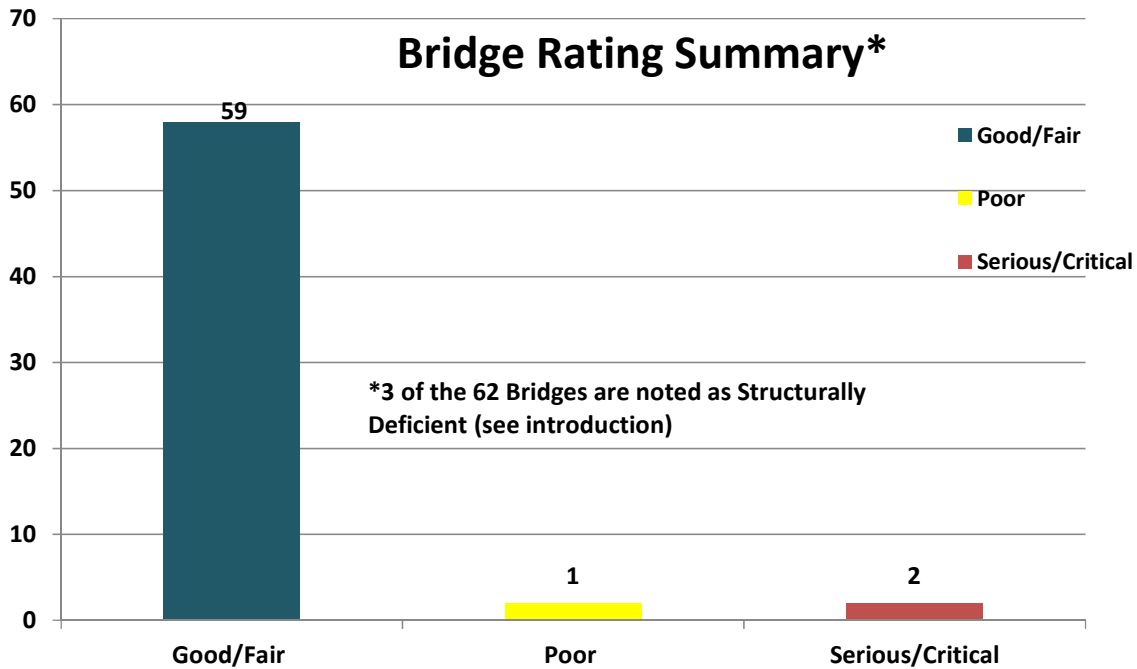 Bridge Rating Summary*
70
60
50
40
30
20
10
0
59
1
2
Good/Fair
Poor
Serious/Critical
*3 of the 62 Bridges are noted as Structurally
Deficient (see introduction)
Good/Fair
Poor
Serious/Critical